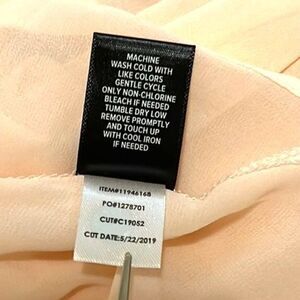 MACHINE
WASH COLD WITH
LIKE COLORS
GENTLE CYCLE
ONLY NON-CHLORINE
BLEACH IF NEEDED
TUMBLE DRY LOW
REMOVE PROMPTLY
AND TOUCH UP
WITH COOL IRON
IF NEEDED
ITEM#11946168
PO#1278701
CUT#C19052
CUT DATE:5/22/2019